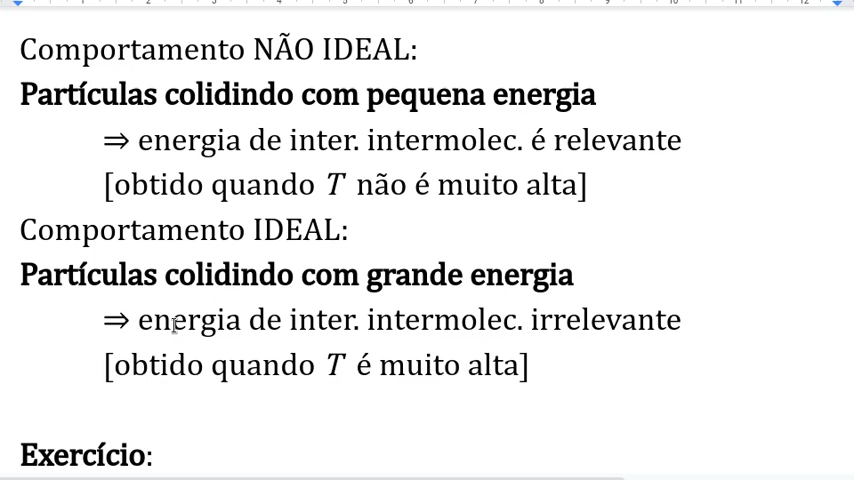 Comportamento NÃO IDEAL:
Partículas colidindo com pequena energia
⇒ energia de inter. intermolec. é relevante
[obtido quando T não é muito alta]
Comportamento IDEAL:
Partículas colidindo com grande energia
⇒ energia de inter. intermolec. irrelevante
[obtido quando T é muito alta]
Exercício: